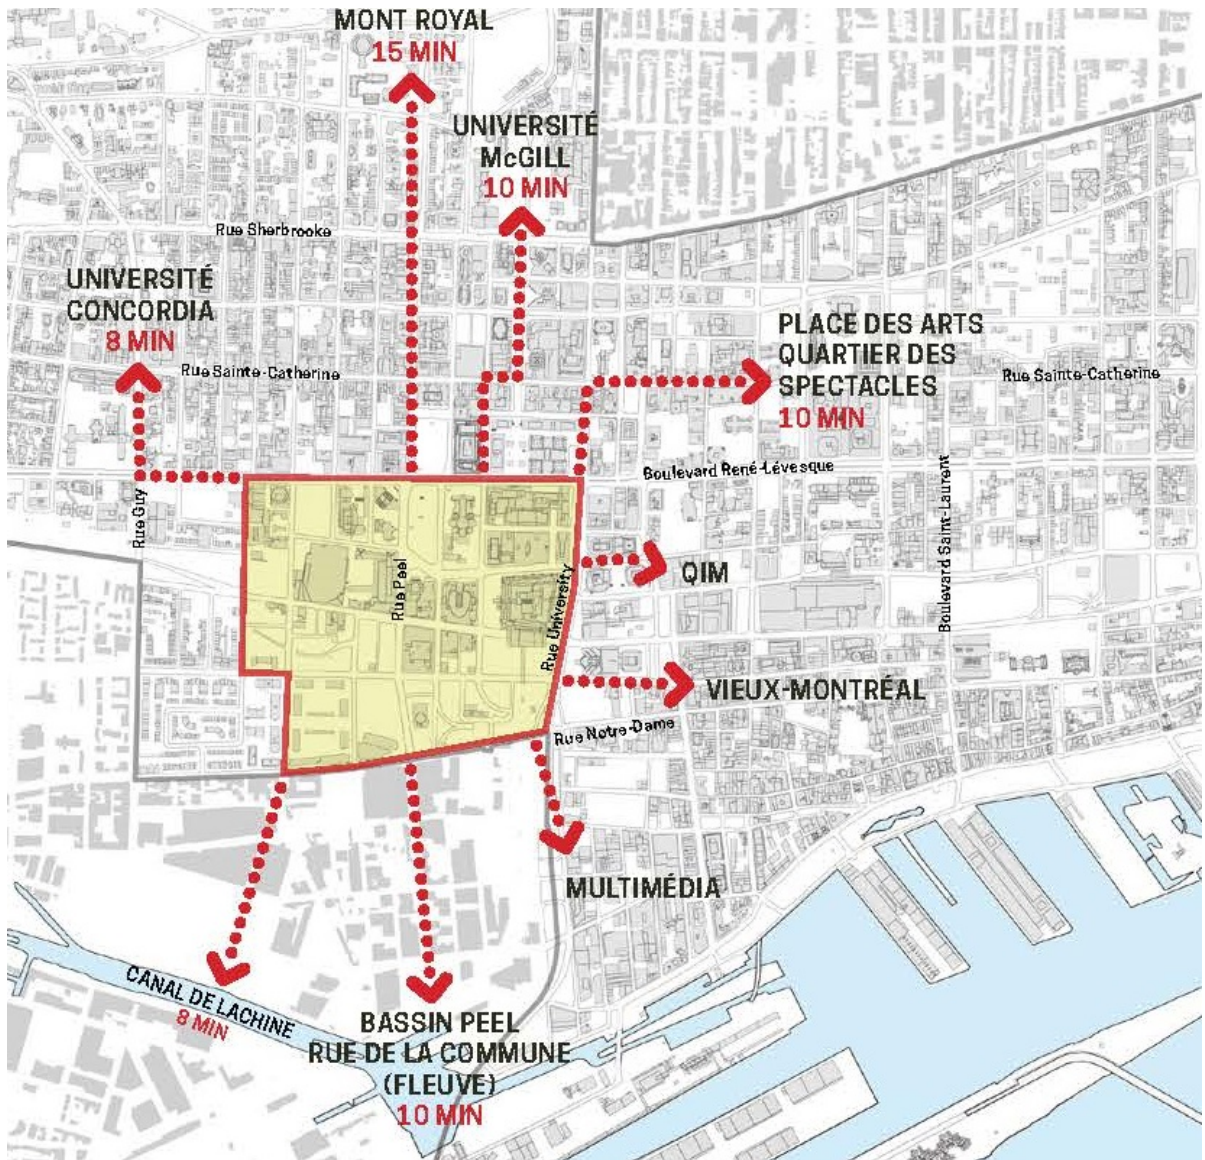 MONT ROYAL
15 MIN
UNIVERSITÉ
McGILL
10 MIN
Rue Sherbrooke
UNIVERSITÉ
CONCORDIA
8 MIN
PLACE DES ARTS
QUARTIER DES
SPECTACLES
10 MIN
Rue Sainte-Catherine
Rue Sainte-Catherine
Boulevard René-Lévesque
Rue Guy
Boulevard Saint-Laurent
Rue Peel
QIM
Rue University
VIEUX-MONTRÉAL
Rue Notre-Dame
MULTIMÉDIA
CANAL DE LACHINE
8 MIN
BASSIN PEEL
RUE DE LA COMMUNE
(FLEUVE)
10 MIN